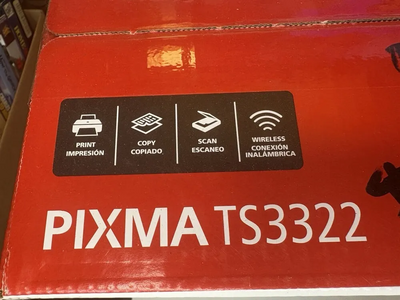 PRINT
IMPRESIÓN
COPY
COPIADO
SCAN
ESCANEO
WIRELESS
CONEXIÓN
INALÁMBRICA
PIXMA TS3322